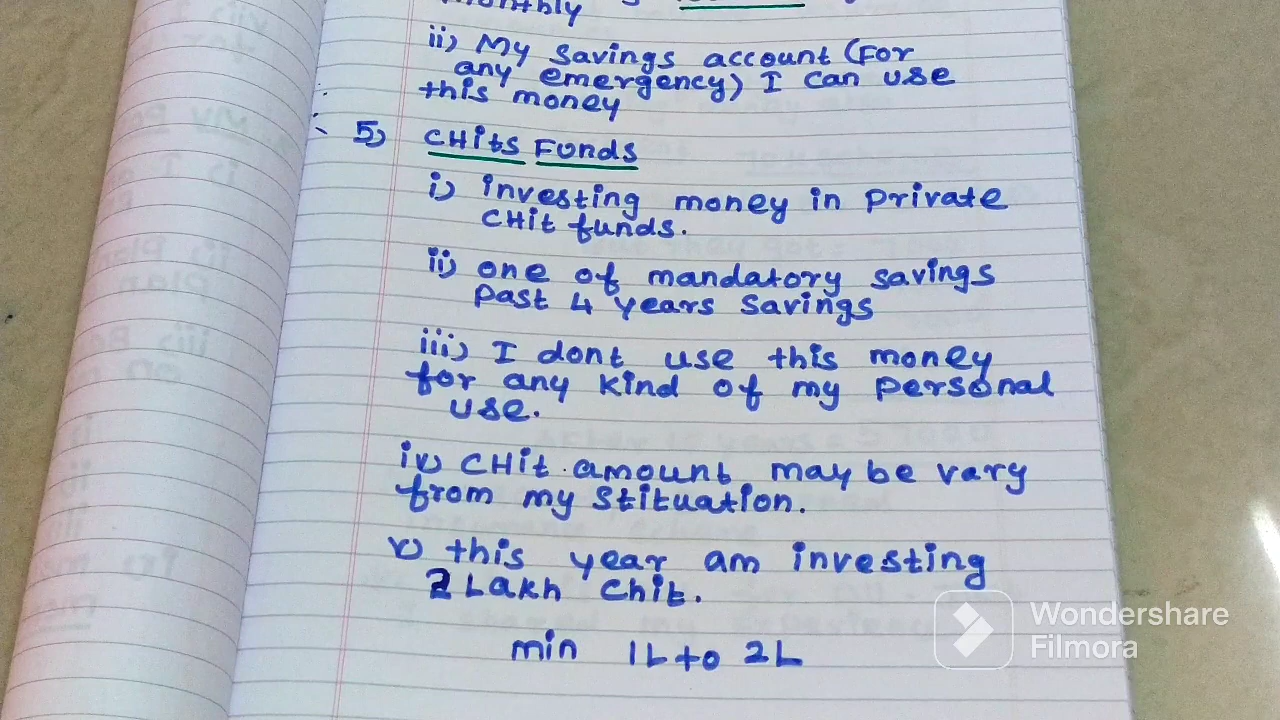 monthly
ii) My savings account (For
any emergency) I can use
this money
5) CHits Funds
i) investing money in private
CHit funds.
ii) one of mandatory savings
Past 4 years savings
iii) I dont use this money
for any kind of my personal
use.
iv) CHit amount may be vary
from my Stituation.
v) this year am investing
2 Lakh Chit.
min 1L to 2L
Wondershare
Filmora